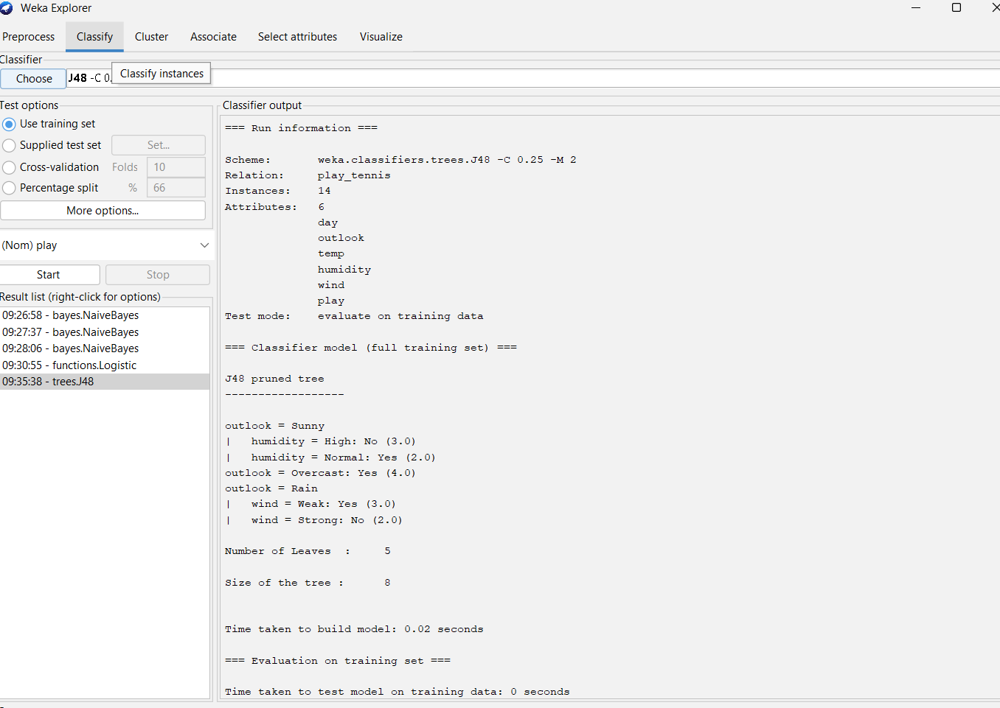 Weka Explorer
Preprocess Classify Cluster Associate Select attributes Visualize
Classifier
Choose J48 -C 0. Classify instances
Test options
Use training set
Supplied test set Set...
Cross-validation Folds 10
Percentage split % 66
More options...
(Nom) play
Start Stop
Result list (right-click for options)
09:26:58 - bayes.NaiveBayes
09:27:37 - bayes.NaiveBayes
09:28:06 - bayes.NaiveBayes
09:30:55 - functions.Logistic
09:35:38 - trees.J48
Classifier output
=== Run information ===
Scheme: weka.classifiers.trees.J48 -C 0.25 -M 2
Relation: play_tennis
Instances: 14
Attributes: 6
day
outlook
temp
humidity
wind
play
Test mode: evaluate on training data
=== Classifier model (full training set) ===
J48 pruned tree
------------------
outlook = Sunny
| humidity = High: No (3.0)
| humidity = Normal: Yes (2.0)
outlook = Overcast: Yes (4.0)
outlook = Rain
| wind = Weak: Yes (3.0)
| wind = Strong: No (2.0)
Number of Leaves : 5
Size of the tree : 8
Time taken to build model: 0.02 seconds
=== Evaluation on training set ===
Time taken to test model on training data: 0 seconds